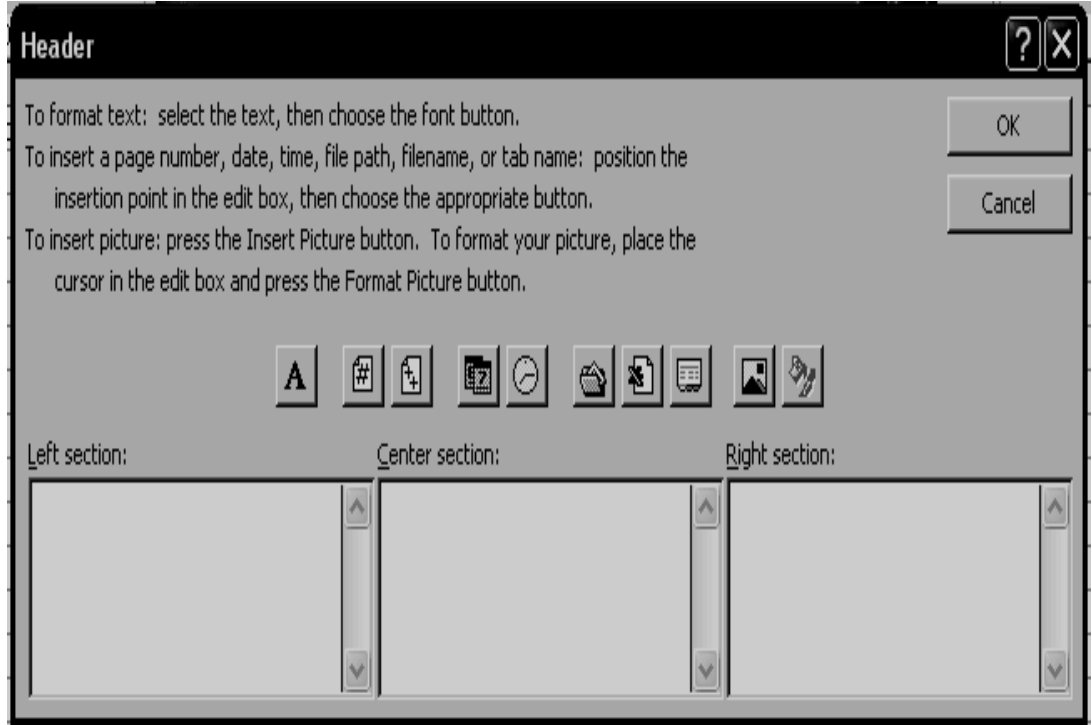 Header
To format text: select the text, then choose the font button.
OK
To insert a page number, date, time, file path, filename, or tab name: position the
insertion point in the edit box, then choose the appropriate button.
Cancel
To insert picture: press the Insert Picture button. To format your picture, place the
cursor in the edit box and press the Format Picture button.
A
Left section: Center section: Right section: